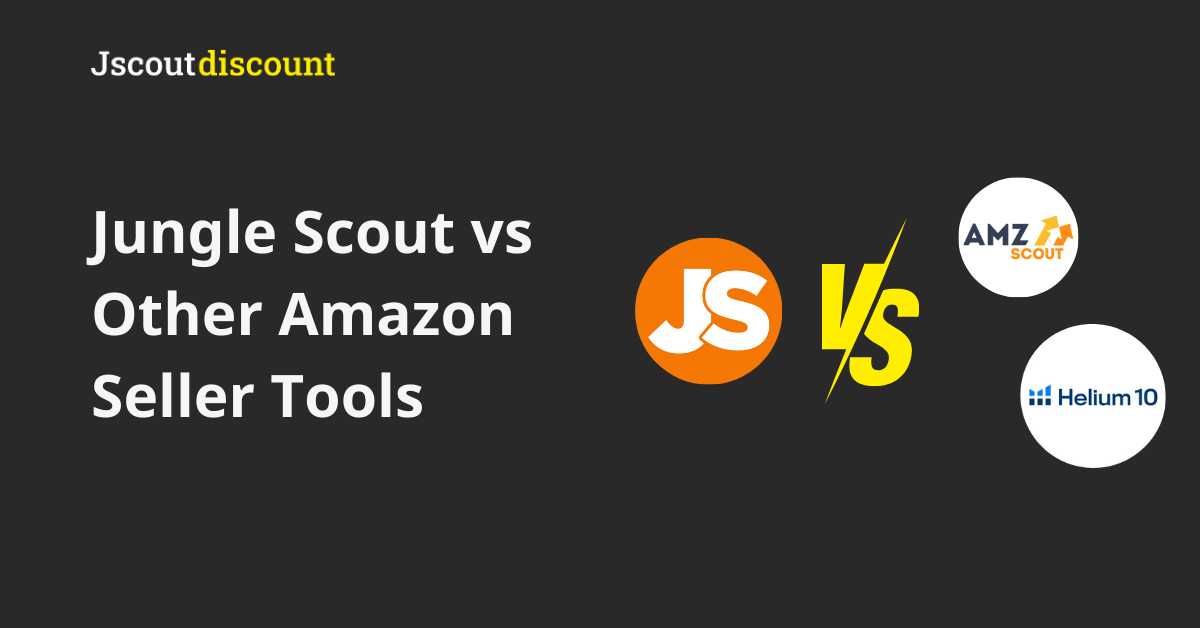 Jscoutdiscount
Jungle Scout vs
Other Amazon
Seller Tools
JS
VS
AMZ
SCOUT
Helium 10